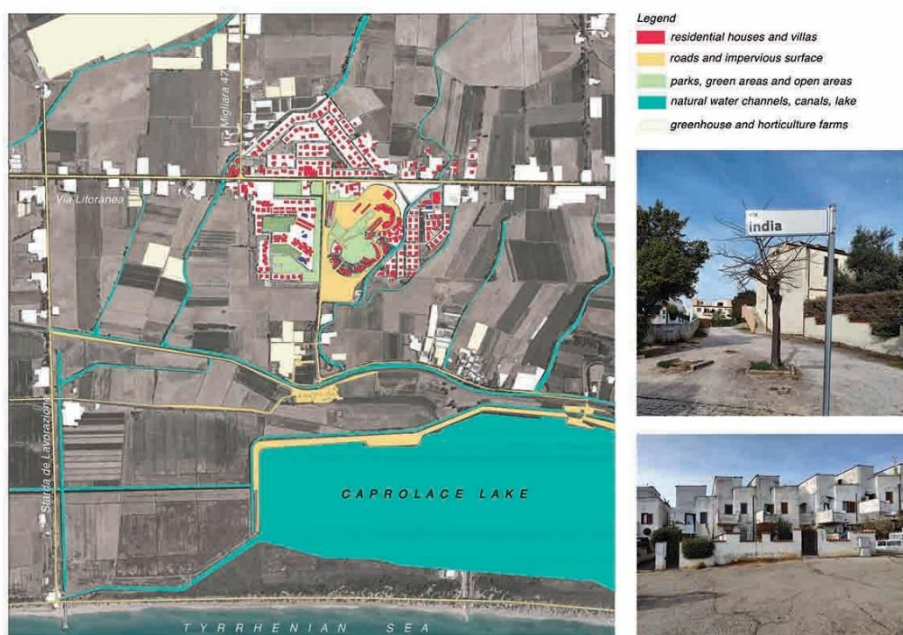 Legend
residential houses and villas
roads and impervious surface
parks, green areas and open areas
natural water channels, canals, lake
greenhouse and horticulture farms
Migliara 47
Via Litoranea
Starda de Lavorazione
CAPROLACE LAKE
TYRRHENIAN SEA
via
india